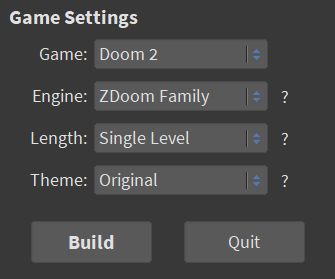 Game Settings
Game: Doom 2
Engine: ZDoom Family ?
Length: Single Level ?
Theme: Original ?
Build Quit